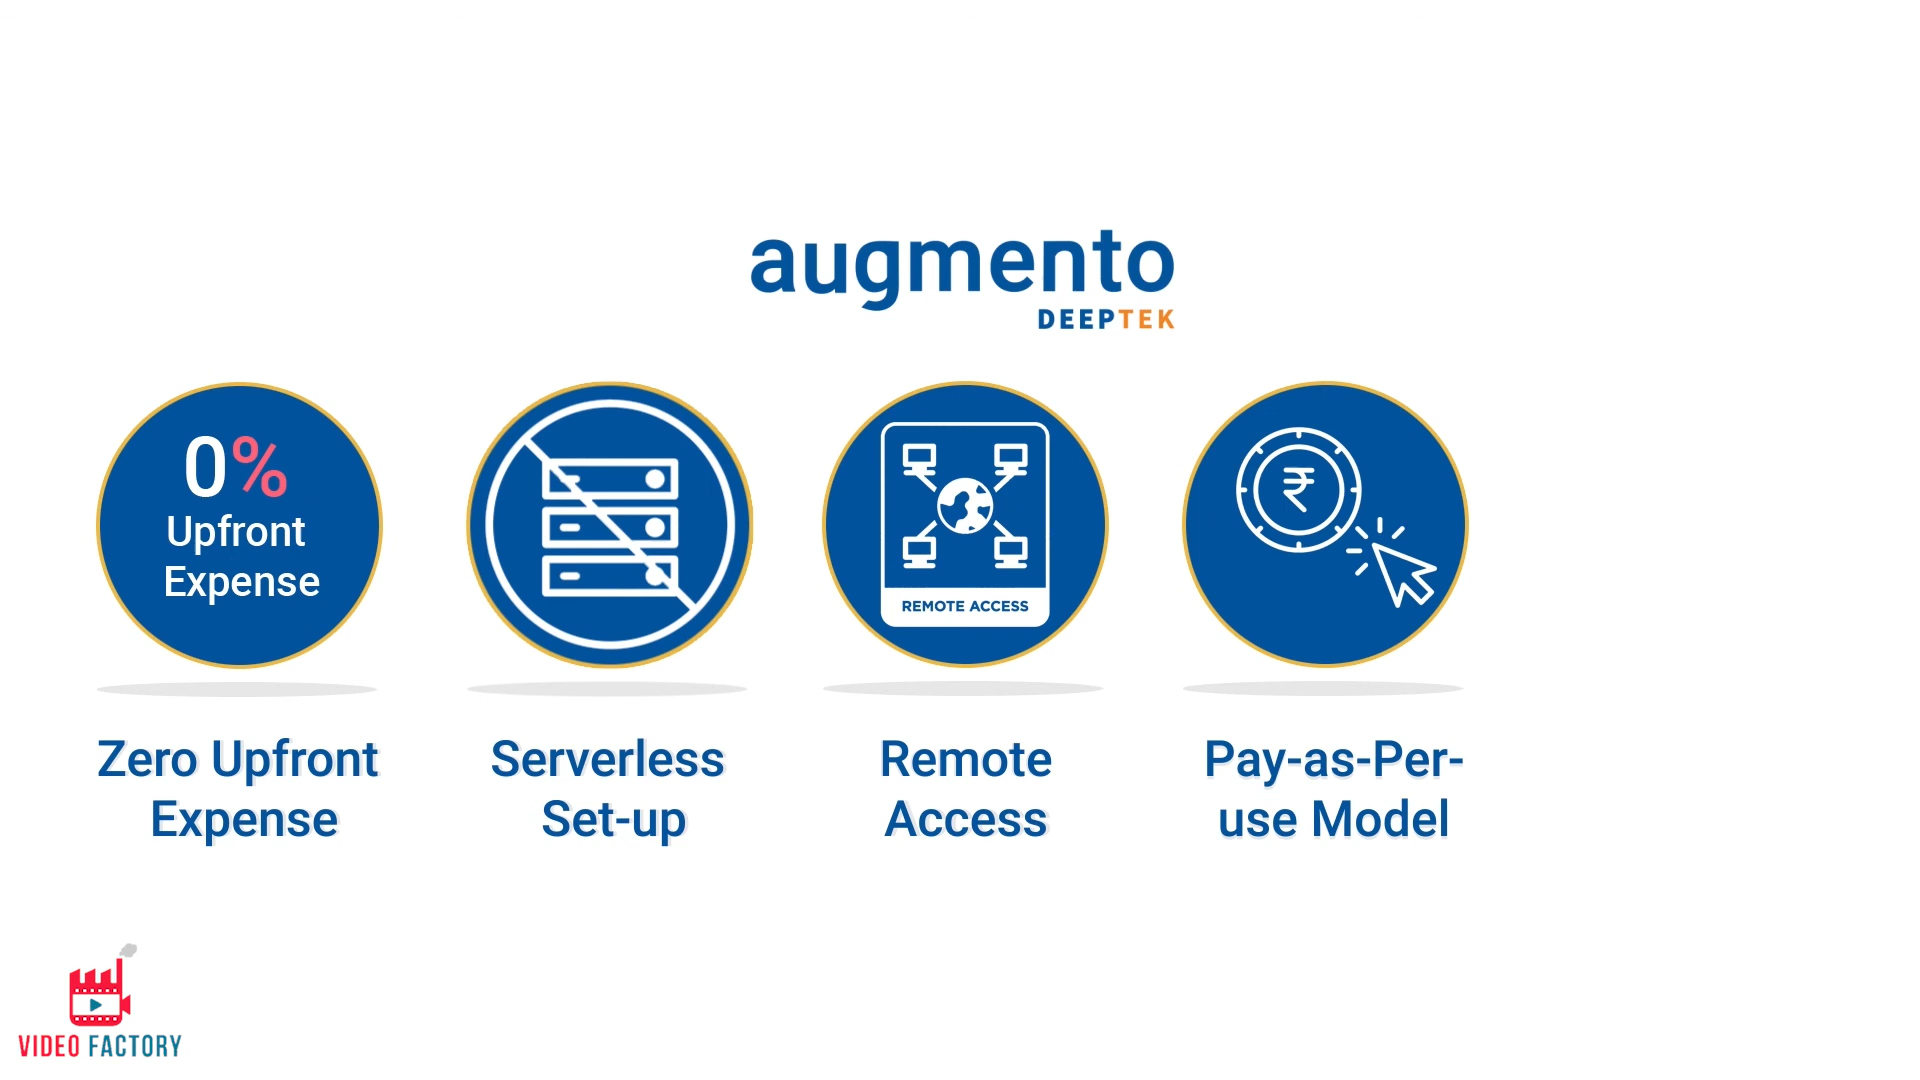 augmento
DEEPTEK
0%
Upfront
Expense
REMOTE ACCESS
₹
Zero Upfront
Expense
Serverless
Set-up
Remote
Access
Pay-as-Per-
use Model
VIDEO FACTORY